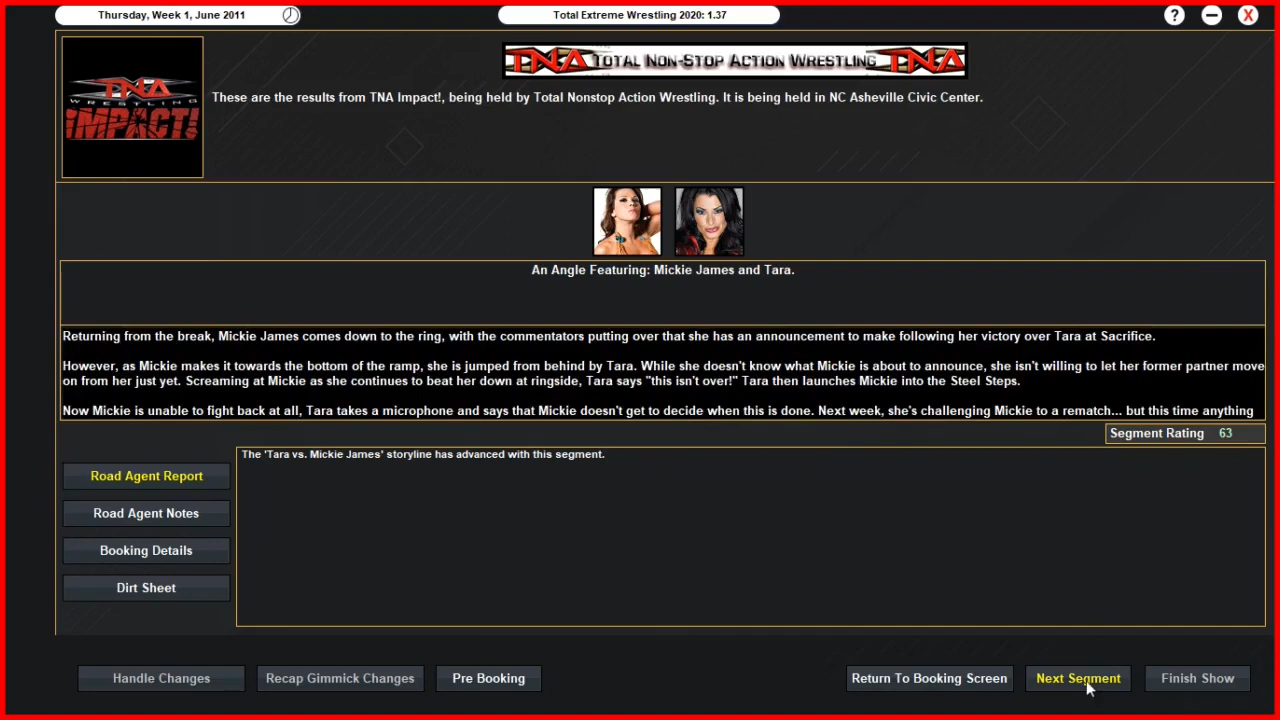 Thursday, Week 1, June 2011
Total Extreme Wrestling 2020: 1.37
? – X
TNA TOTAL NON-STOP ACTION WRESTLING TNA
TNA
WRESTLING
iMPACT!
These are the results from TNA Impact!, being held by Total Nonstop Action Wrestling. It is being held in NC Asheville Civic Center.
An Angle Featuring: Mickie James and Tara.
Returning from the break, Mickie James comes down to the ring, with the commentators putting over that she has an announcement to make following her victory over Tara at Sacrifice.
However, as Mickie makes it towards the bottom of the ramp, she is jumped from behind by Tara. While she doesn't know what Mickie is about to announce, she isn't willing to let her former partner move
on from her just yet. Screaming at Mickie as she continues to beat her down at ringside, Tara says "this isn't over!" Tara then launches Mickie into the Steel Steps.
Now Mickie is unable to fight back at all, Tara takes a microphone and says that Mickie doesn't get to decide when this is done. Next week, she's challenging Mickie to a rematch... but this time anything
Segment Rating 63
The 'Tara vs. Mickie James' storyline has advanced with this segment.
Road Agent Report
Road Agent Notes
Booking Details
Dirt Sheet
Handle Changes
Recap Gimmick Changes
Pre Booking
Return To Booking Screen
Next Segment
Finish Show